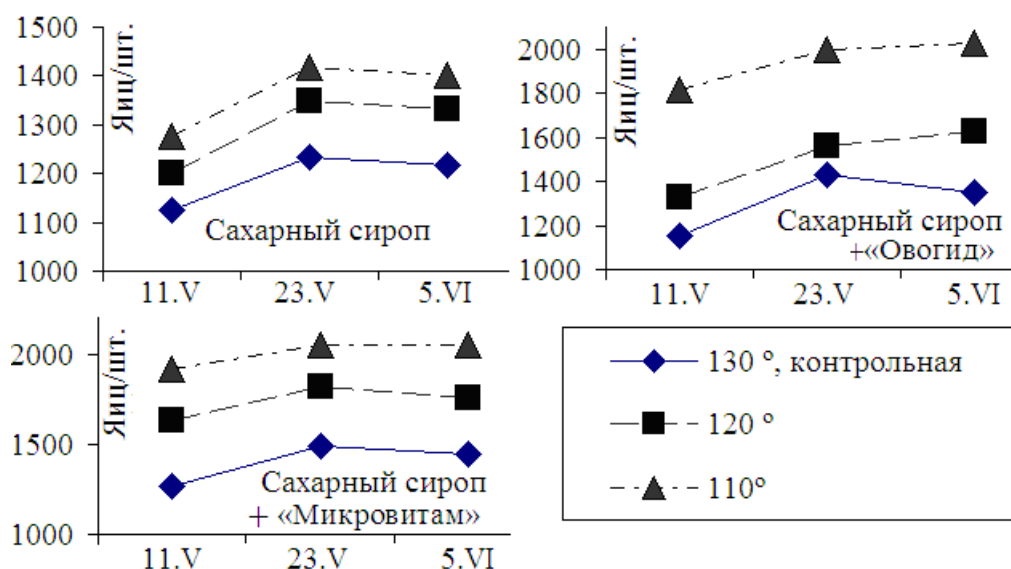 1500
1400
1300
1200
1100
1000
Яиц/шт.
Сахарный сироп
11.V 23.V 5.VI
2000
1800
1600
1400
1200
1000
Яиц/шт.
Сахарный сироп
+«Овогид»
11.V 23.V 5.VI
2000
1500
1000
Яиц/шт.
Сахарный сироп
+ «Микровитам»
11.V 23.V 5.VI
130 º, контрольная
120 º
110º